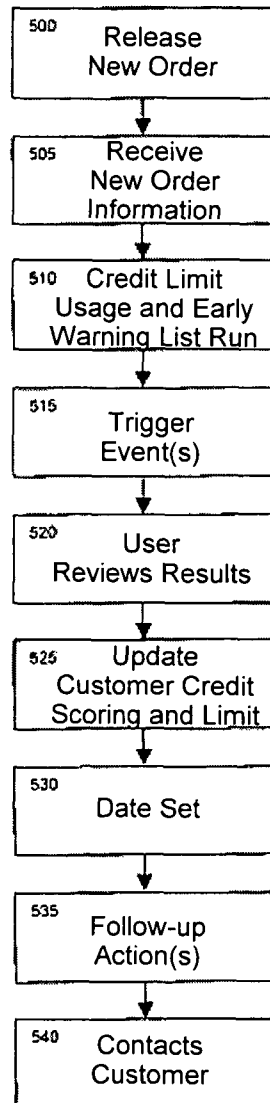 500 Release
New Order
505 Receive
New Order
Information
510 Credit Limit
Usage and Early
Warning List Run
515
Trigger
Event(s)
520 User
Reviews Results
525 Update
Customer Credit
Scoring and Limit
530
Date Set
535
Follow-up
Action(s)
540 Contacts
Customer